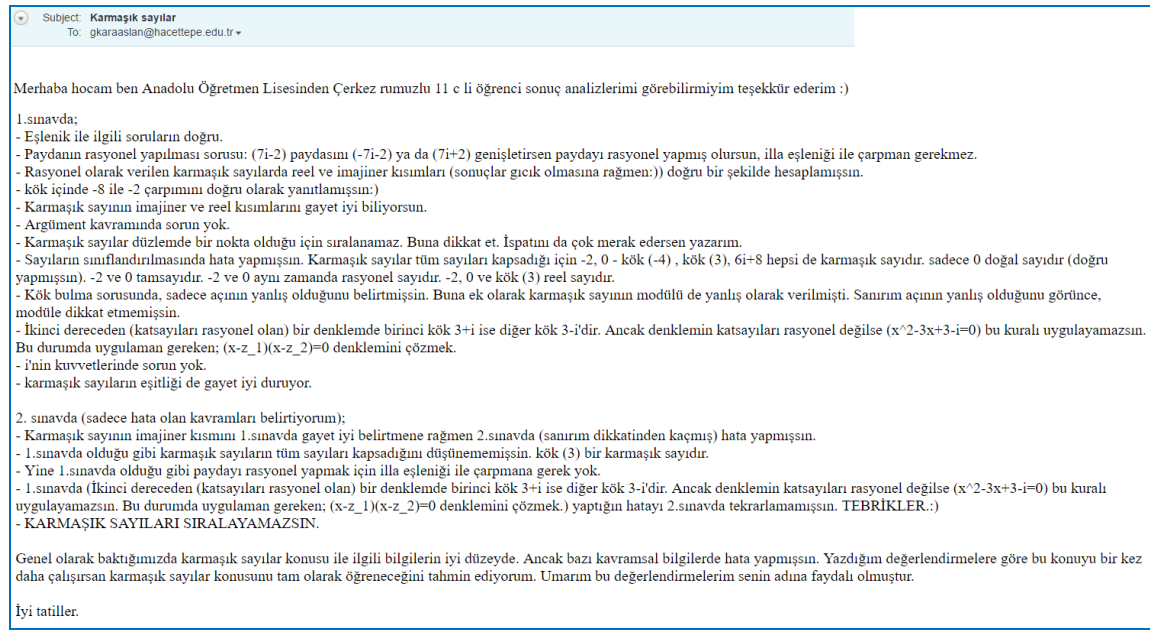 Subject: Karmaşık sayılar
To: gkaraaslan@hacettepe.edu.tr
Merhaba hocam ben Anadolu Öğretmen Lisesinden Çerkez rumuzlu 11 c li öğrenci sonuç analizlerimi görebilirmiyim teşekkür ederim :)
1.sınavda;
- Eşlenik ile ilgili soruların doğru.
- Paydanın rasyonel yapılması sorusu: (7i-2) paydasını (-7i-2) ya da (7i+2) genişletirsen paydayı rasyonel yapmış olursun, illa eşleniği ile çarpman gerekmez.
- Rasyonel olarak verilen karmaşık sayılarda reel ve imajiner kısımları (sonuçlar gıcık olmasına rağmen:)) doğru bir şekilde hesaplamışsın.
- kök içinde -8 ile -2 çarpımını doğru olarak yanıtlamışsın:)
- Karmaşık sayının imajiner ve reel kısımlarını gayet iyi biliyorsun.
- Argüment kavramında sorun yok.
- Karmaşık sayılar düzlemde bir nokta olduğu için sıralanamaz. Buna dikkat et. İspatını da çok merak edersen yazarım.
- Sayıların sınıflandırılmasında hata yapmışsın. Karmaşık sayılar tüm sayıları kapsadığı için -2, 0 - kök (-4) , kök (3), 6i+8 hepsi de karmaşık sayıdır. sadece 0 doğal sayıdır (doğru
yapmışsın). -2 ve 0 tamsayıdır. -2 ve 0 aynı zamanda rasyonel sayıdır. -2, 0 ve kök (3) reel sayıdır.
- Kök bulma sorusunda, sadece açının yanlış olduğunu belirtmişsin. Buna ek olarak karmaşık sayının modülü de yanlış olarak verilmişti. Sanırım açının yanlış olduğunu görünce,
modüle dikkat etmemişsin.
- İkinci dereceden (katsayıları rasyonel olan) bir denklemde birinci kök 3+i ise diğer kök 3-i'dir. Ancak denklemin katsayıları rasyonel değilse (x^2-3x+3-i=0) bu kuralı uygulayamazsın.
Bu durumda uygulaman gereken; (x-z_1)(x-z_2)=0 denklemini çözmek.
- i'nin kuvvetlerinde sorun yok.
- karmaşık sayıların eşitliği de gayet iyi duruyor.
2. sınavda (sadece hata olan kavramları belirtiyorum);
- Karmaşık sayının imajiner kısmını 1.sınavda gayet iyi belirtmene rağmen 2.sınavda (sanırım dikkatinden kaçmış) hata yapmışsın.
- 1.sınavda olduğu gibi karmaşık sayıların tüm sayıları kapsadığını düşünememişsin. kök (3) bir karmaşık sayıdır.
- Yine 1.sınavda olduğu gibi paydayı rasyonel yapmak için illa eşleniği ile çarpmana gerek yok.
- 1.sınavda (İkinci dereceden (katsayıları rasyonel olan) bir denklemde birinci kök 3+i ise diğer kök 3-i'dir. Ancak denklemin katsayıları rasyonel değilse (x^2-3x+3-i=0) bu kuralı
uygulayamazsın. Bu durumda uygulaman gereken; (x-z_1)(x-z_2)=0 denklemini çözmek.) yaptığın hatayı 2.sınavda tekrarlamamışsın. TEBRİKLER.:)
- KARMAŞIK SAYILARI SIRALAYAMAZSIN.
Genel olarak baktığımızda karmaşık sayılar konusu ile ilgili bilgilerin iyi düzeyde. Ancak bazı kavramsal bilgilerde hata yapmışsın. Yazdığım değerlendirmelere göre bu konuyu bir kez
daha çalışırsan karmaşık sayılar konusunu tam olarak öğreneceğini tahmin ediyorum. Umarım bu değerlendirmelerim senin adına faydalı olmuştur.
İyi tatiller.